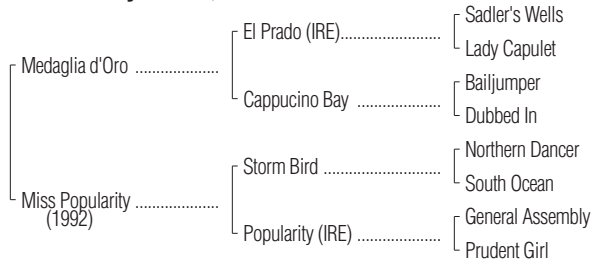 Sadler's Wells
El Prado (IRE)....................
Lady Capulet
Medaglia d'Oro ....................
Bailjumper
Cappucino Bay ....................
Dubbed In
Northern Dancer
Storm Bird ............................
South Ocean
Miss Popularity ....................
(1992)
General Assembly
Popularity (IRE) .....................
Prudent Girl